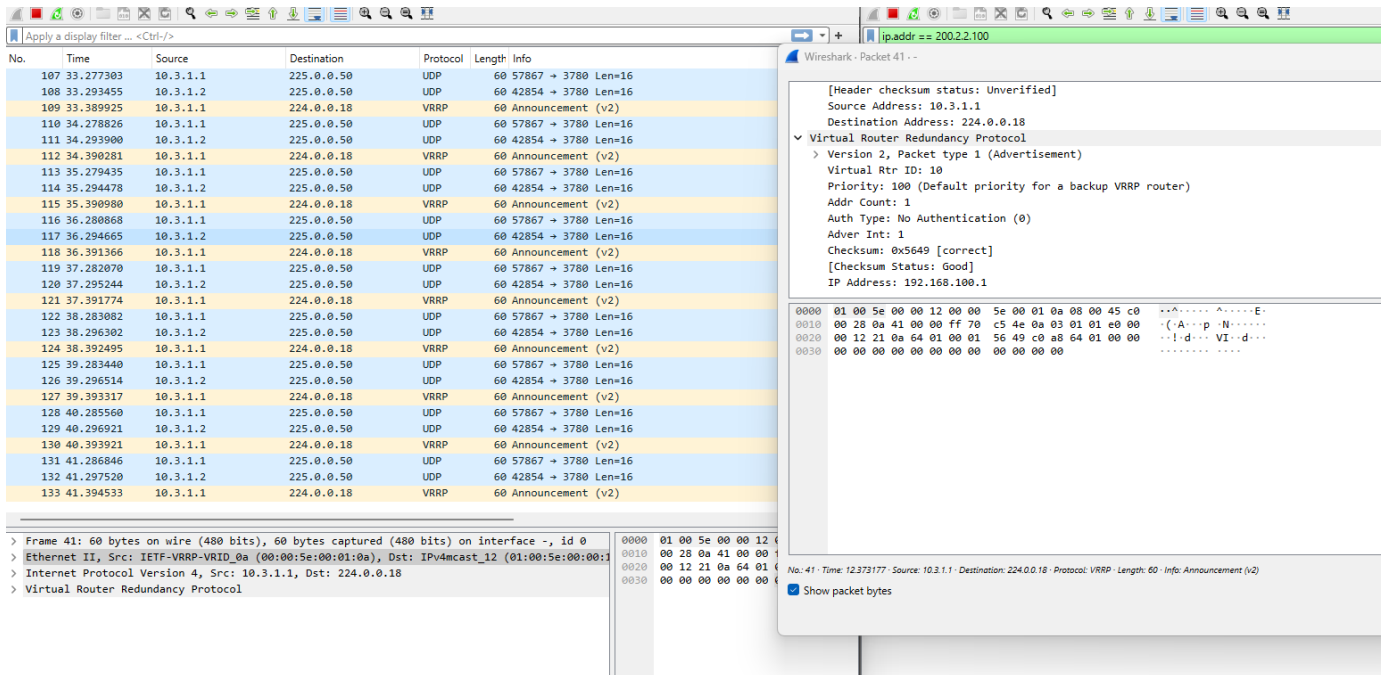 Apply a display filter ... <Ctrl-/>
+
ip.addr == 200.2.2.100
No. Time Source Destination Protocol Length Info
107 33.277303 10.3.1.1 225.0.0.50 UDP 60 57867 → 3780 Len=16
108 33.293455 10.3.1.2 225.0.0.50 UDP 60 42854 → 3780 Len=16
109 33.389925 10.3.1.1 224.0.0.18 VRRP 60 Announcement (v2)
110 34.278826 10.3.1.1 225.0.0.50 UDP 60 57867 → 3780 Len=16
111 34.293900 10.3.1.2 225.0.0.50 UDP 60 42854 → 3780 Len=16
112 34.390281 10.3.1.1 224.0.0.18 VRRP 60 Announcement (v2)
113 35.279435 10.3.1.1 225.0.0.50 UDP 60 57867 → 3780 Len=16
114 35.294478 10.3.1.2 225.0.0.50 UDP 60 42854 → 3780 Len=16
115 35.390980 10.3.1.1 224.0.0.18 VRRP 60 Announcement (v2)
116 36.280868 10.3.1.1 225.0.0.50 UDP 60 57867 → 3780 Len=16
117 36.294665 10.3.1.2 225.0.0.50 UDP 60 42854 → 3780 Len=16
118 36.391366 10.3.1.1 224.0.0.18 VRRP 60 Announcement (v2)
119 37.282070 10.3.1.1 225.0.0.50 UDP 60 57867 → 3780 Len=16
120 37.295244 10.3.1.2 225.0.0.50 UDP 60 42854 → 3780 Len=16
121 37.391774 10.3.1.1 224.0.0.18 VRRP 60 Announcement (v2)
122 38.283082 10.3.1.1 225.0.0.50 UDP 60 57867 → 3780 Len=16
123 38.296302 10.3.1.2 225.0.0.50 UDP 60 42854 → 3780 Len=16
124 38.392495 10.3.1.1 224.0.0.18 VRRP 60 Announcement (v2)
125 39.283440 10.3.1.1 225.0.0.50 UDP 60 57867 → 3780 Len=16
126 39.296514 10.3.1.2 225.0.0.50 UDP 60 42854 → 3780 Len=16
127 39.393317 10.3.1.1 224.0.0.18 VRRP 60 Announcement (v2)
128 40.285560 10.3.1.1 225.0.0.50 UDP 60 57867 → 3780 Len=16
129 40.296921 10.3.1.2 225.0.0.50 UDP 60 42854 → 3780 Len=16
130 40.393921 10.3.1.1 224.0.0.18 VRRP 60 Announcement (v2)
131 41.286846 10.3.1.1 225.0.0.50 UDP 60 57867 → 3780 Len=16
132 41.297520 10.3.1.2 225.0.0.50 UDP 60 42854 → 3780 Len=16
133 41.394533 10.3.1.1 224.0.0.18 VRRP 60 Announcement (v2)
Frame 41: 60 bytes on wire (480 bits), 60 bytes captured (480 bits) on interface -, id 0
Ethernet II, Src: IETF-VRRP-VRID_0a (00:00:5e:00:01:0a), Dst: IPv4mcast_12 (01:00:5e:00:00:1
Internet Protocol Version 4, Src: 10.3.1.1, Dst: 224.0.0.18
Virtual Router Redundancy Protocol
0000 01 00 5e 00 00 12
0010 00 28 0a 41 00 00
0020 00 12 21 0a 64 01
0030 00 00 00 00 00 00
Wireshark · Packet 41 · -
[Header checksum status: Unverified]
Source Address: 10.3.1.1
Destination Address: 224.0.0.18
Virtual Router Redundancy Protocol
Version 2, Packet type 1 (Advertisement)
Virtual Rtr ID: 10
Priority: 100 (Default priority for a backup VRRP router)
Addr Count: 1
Auth Type: No Authentication (0)
Adver Int: 1
Checksum: 0x5649 [correct]
[Checksum Status: Good]
IP Address: 192.168.100.1
0000 01 00 5e 00 00 12 00 00 5e 00 01 0a 08 00 45 c0 ··^····· ^·····E·
0010 00 28 0a 41 00 00 ff 70 c5 4e 0a 03 01 01 e0 00 ·(·A···p ·N······
0020 00 12 21 0a 64 01 00 01 56 49 c0 a8 64 01 00 00 ··!·d··· VI··d···
0030 00 00 00 00 00 00 00 00 00 00 00 00 ········ ····
No.: 41 · Time: 12.373177 · Source: 10.3.1.1 · Destination: 224.0.0.18 · Protocol: VRRP · Length: 60 · Info: Announcement (v2)
Show packet bytes